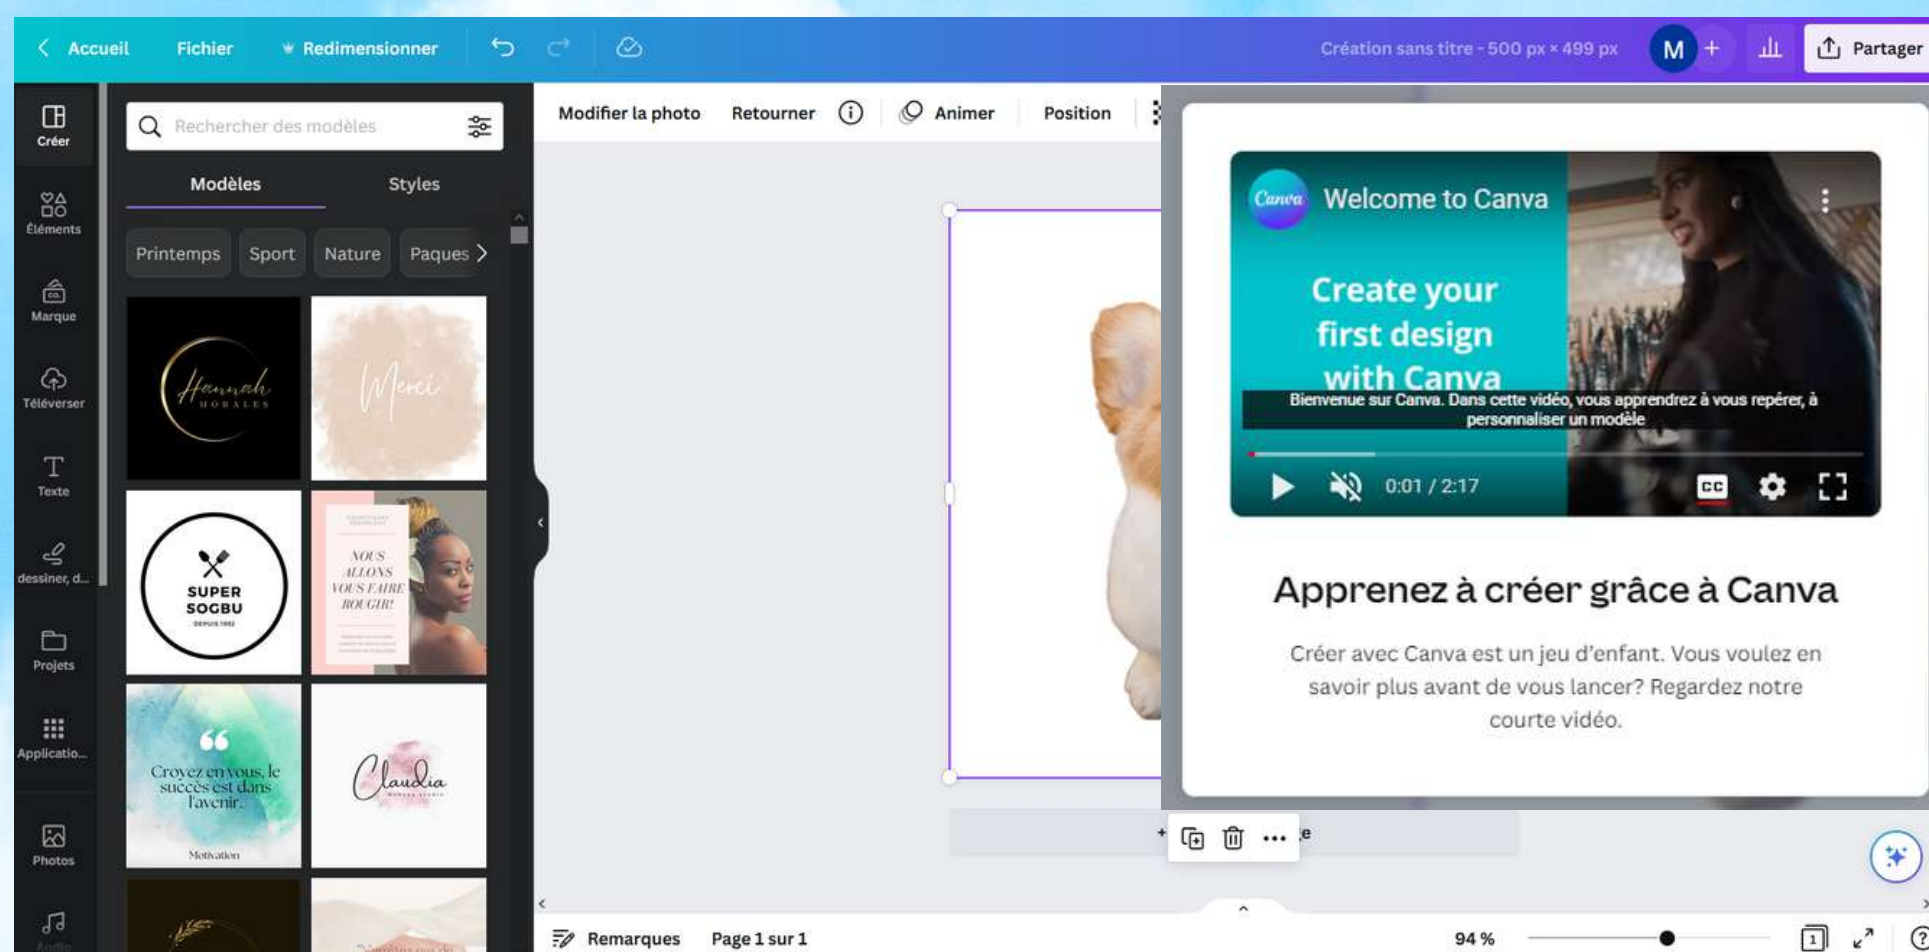 Accueil Fichier Redimensionner Création sans titre - 500 px × 499 px M + Partager
Créer
Éléments
Marque
Téléverser
Texte
dessiner, d...
Projets
Applicatio...
Photos
Audio
Rechercher des modèles
Modèles Styles
Printemps Sport Nature Paques
Hannah
MORALES
Merci
SUPER
SOGBU
DEPUIS 1992
NOUS
ALLONS
VOUS FAIRE
ROUGIR!
“
Croyez en vous, le
succès est dans
l'avenir.
Motivation
Claudia
Modifier la photo Retourner Animer Position
Canva Welcome to Canva
Create your
first design
with Canva
Bienvenue sur Canva. Dans cette vidéo, vous apprendrez à vous repérer, à
personnaliser un modèle
0:01 / 2:17 CC
Apprenez à créer grâce à Canva
Créer avec Canva est un jeu d’enfant. Vous voulez en
savoir plus avant de vous lancer? Regardez notre
courte vidéo.
+ e
Remarques Page 1 sur 1 94 % 1 ?